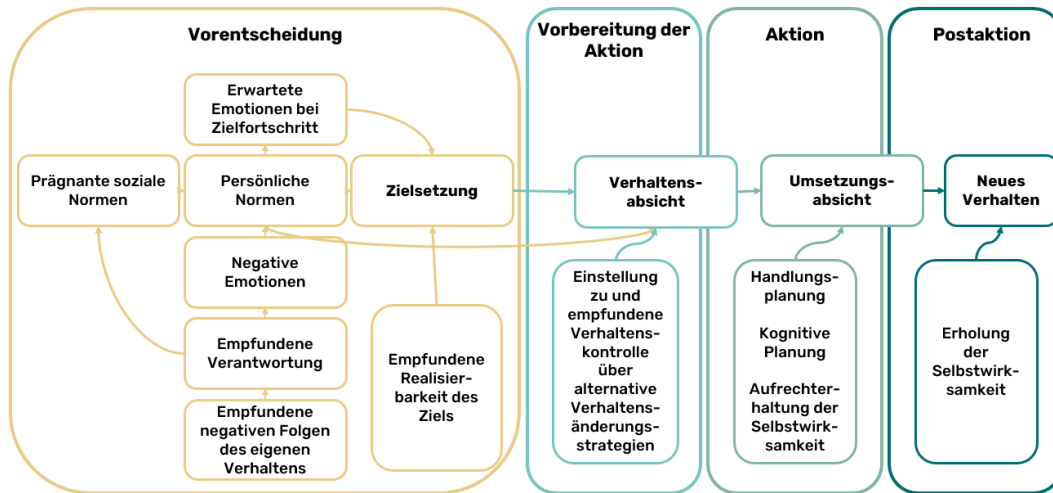 Vorentscheidung
Erwartete
Emotionen bei
Zielfortschritt
Prägnante soziale
Normen
Persönliche
Normen
Zielsetzung
Negative
Emotionen
Empfundene
Verantwortung
Empfundene
negativen Folgen
des eigenen
Verhaltens
Empfundene
Realisier-
barkeit des
Ziels
Vorbereitung der
Aktion
Verhaltens-
absicht
Einstellung
zu und
empfundene
Verhaltens-
kontrolle
über
alternative
Verhaltens-
änderungs-
strategien
Aktion
Umsetzungs-
absicht
Handlungs-
planung
Kognitive
Planung
Aufrechter-
haltung der
Selbstwirk-
samkeit
Postaktion
Neues
Verhalten
Erholung
der
Selbstwirk-
samkeit